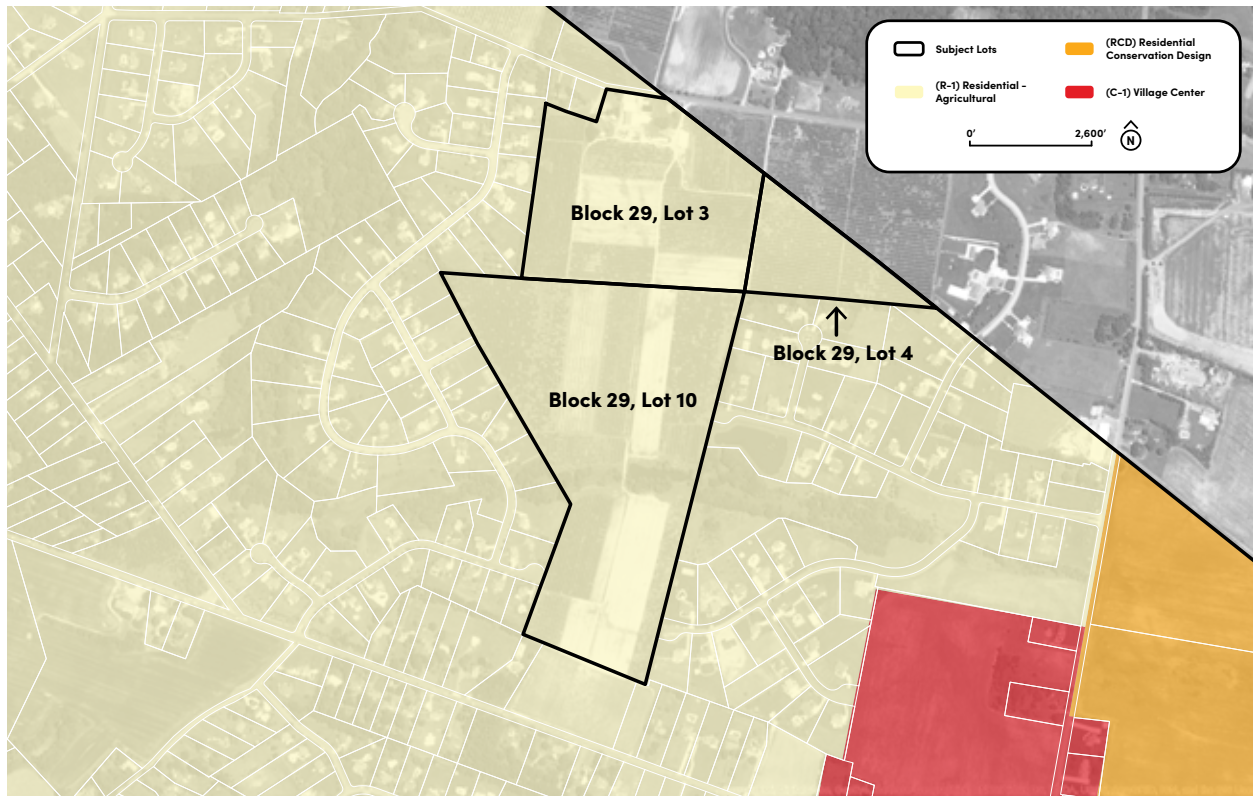 Subject Lots
(R-1) Residential -
Agricultural
(RCD) Residential
Conservation Design
(C-1) Village Center
0'
2,600'
N
Block 29, Lot 3
Block 29, Lot 4
Block 29, Lot 10